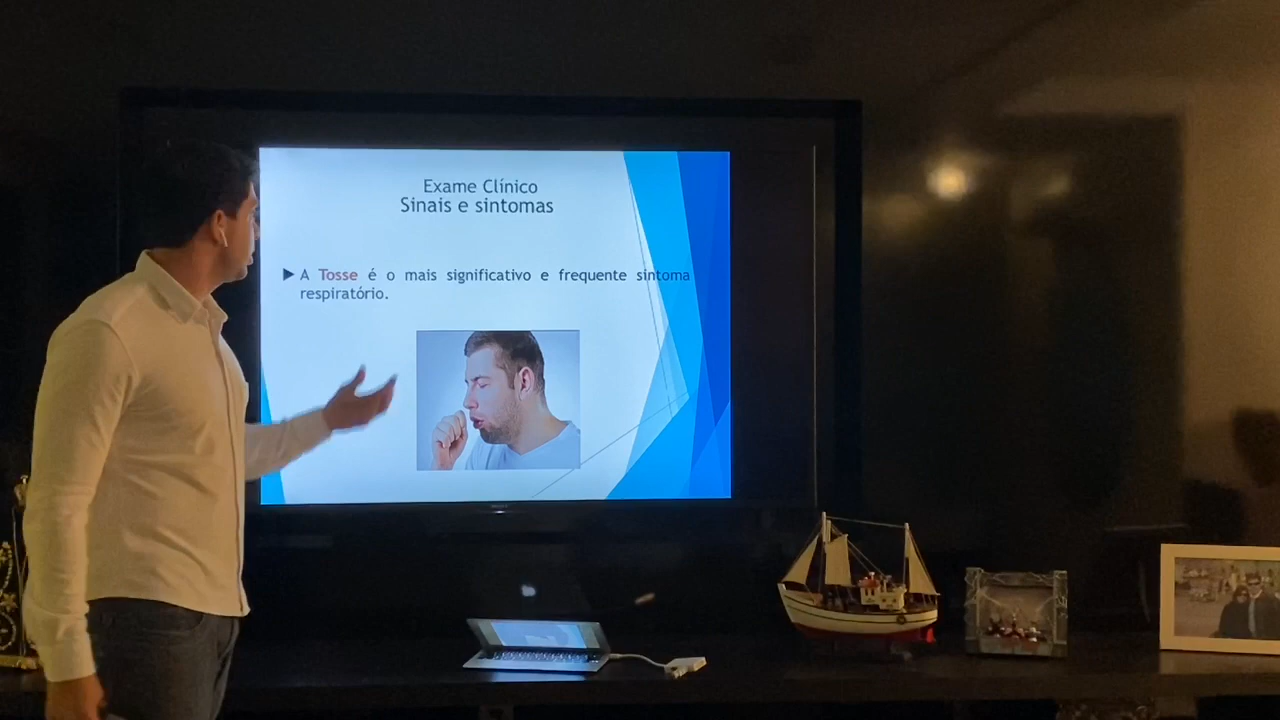 Exame Clínico
Sinais e sintomas
A Tosse é o mais significativo e frequente sintoma
respiratório.